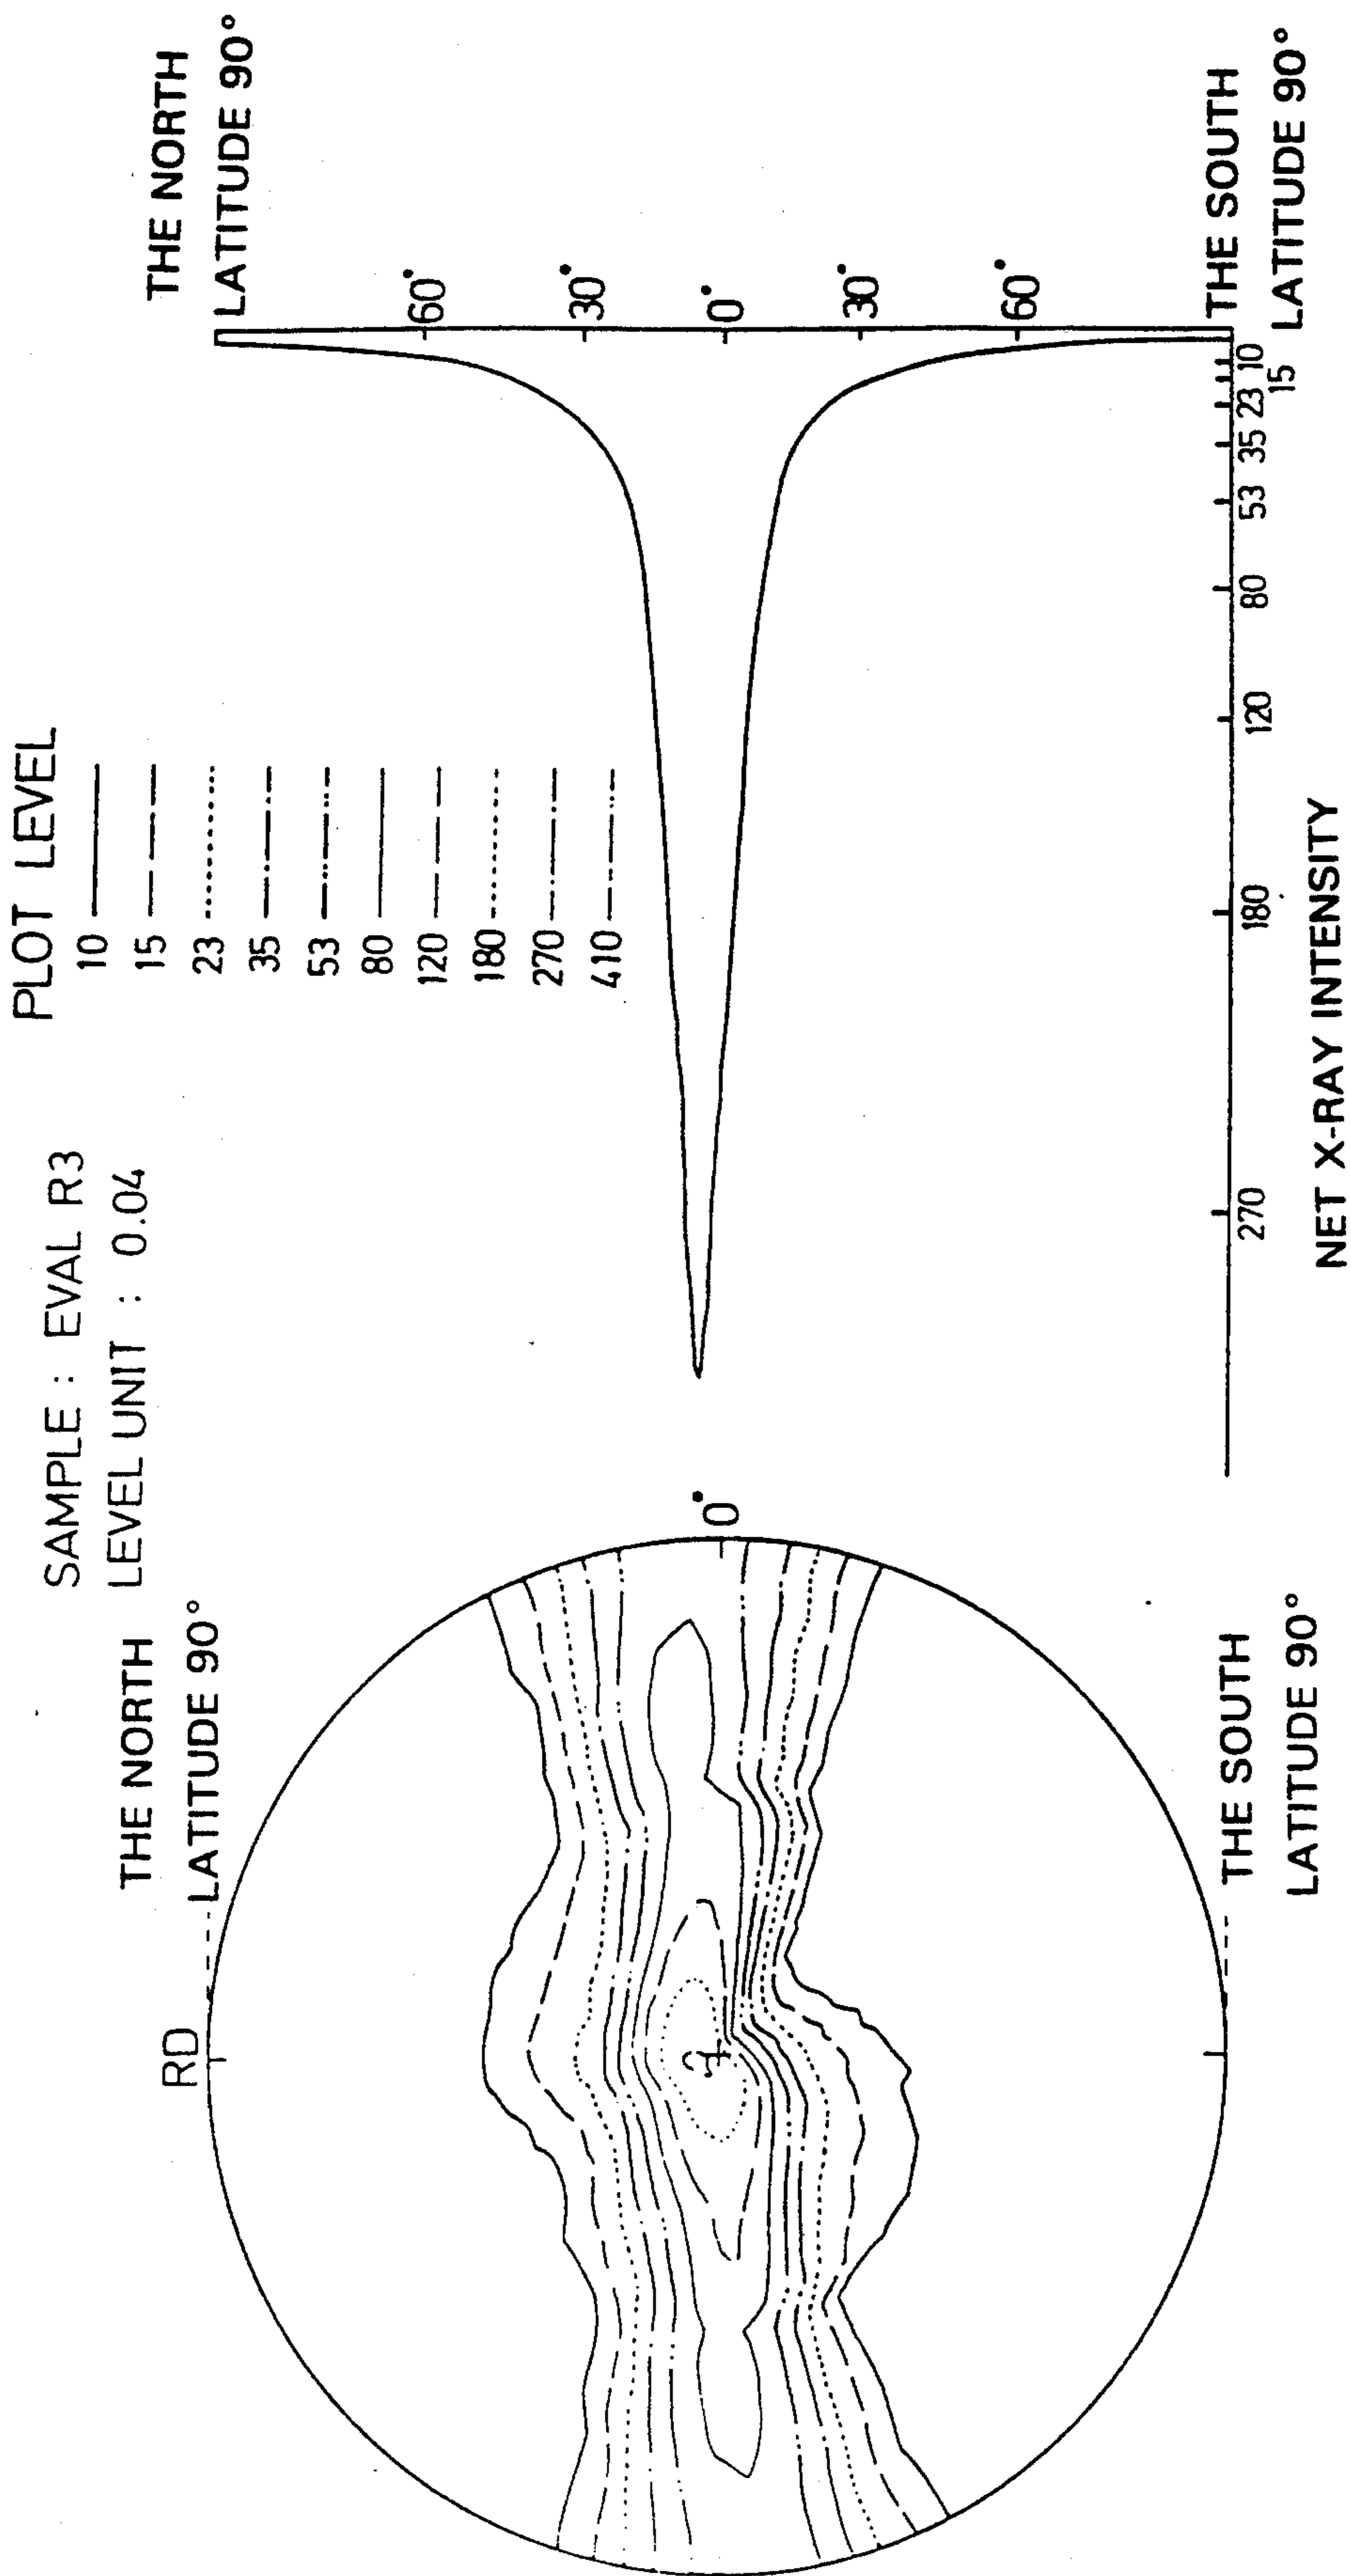 SAMPLE : EVAL R3
LEVEL UNIT : 0.04
PLOT LEVEL
10
15
23
35
53
80
120
180
270
410
THE NORTH
LATITUDE 90°
RD
0°
THE SOUTH
LATITUDE 90°
THE NORTH
LATITUDE 90°
60°
30°
0°
30°
60°
THE SOUTH
LATITUDE 90°
270
180
120
80
53
35
23
15
10
NET X-RAY INTENSITY